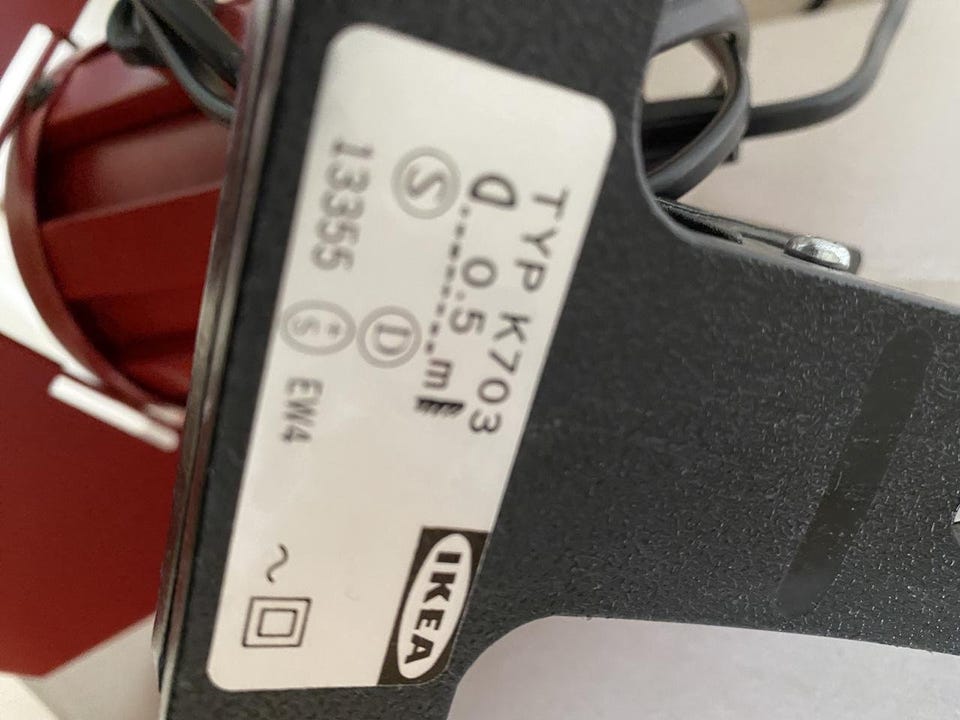 TYP K703
d 0.5 m
S D
13355 S EW4
~
IKEA